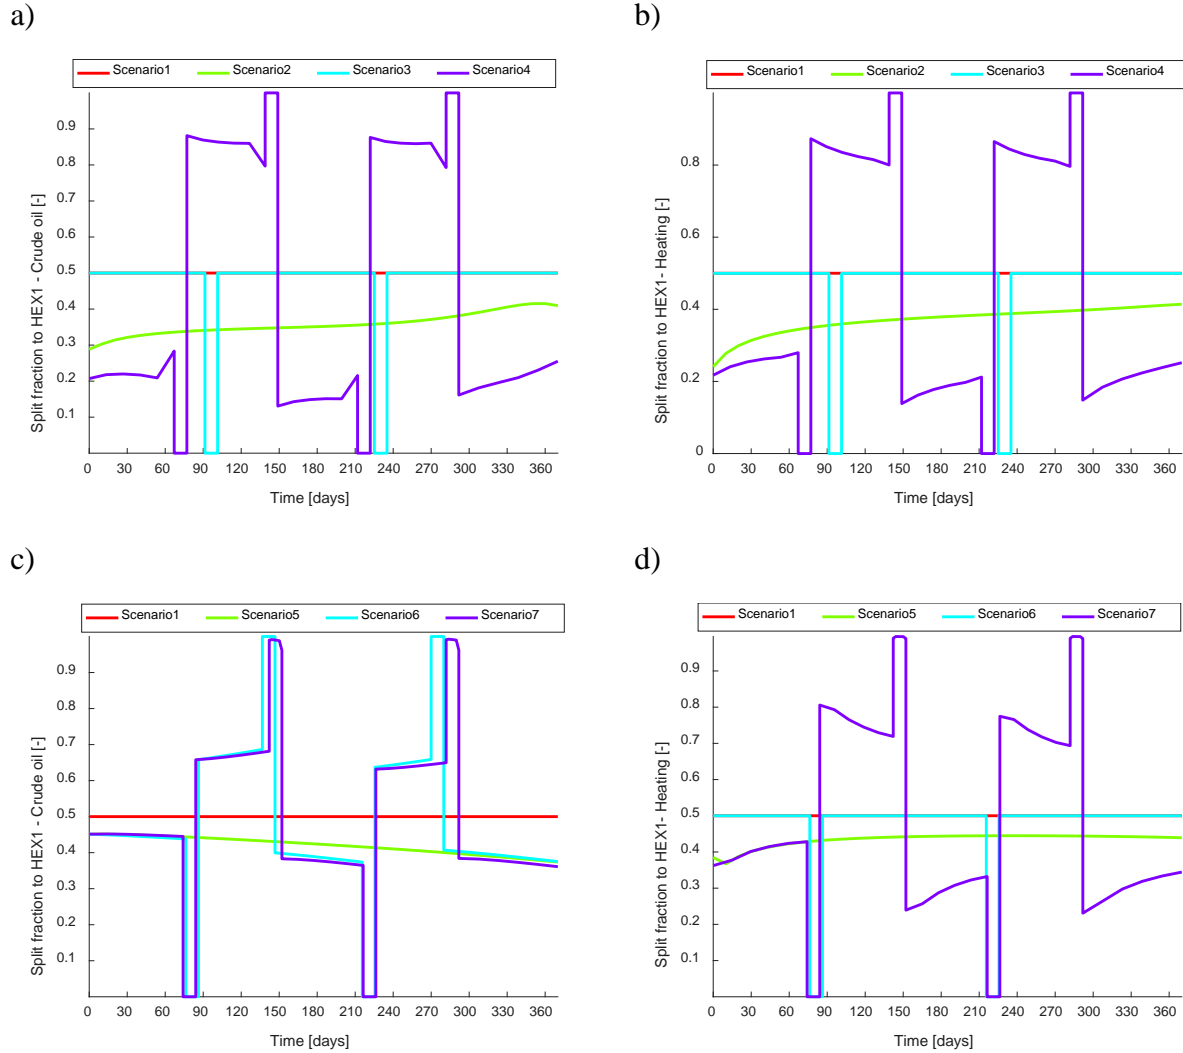 a)
Scenario1 Scenario2 Scenario3 Scenario4
Split fraction to HEX1 - Crude oil [-]
0.9
0.8
0.7
0.6
0.5
0.4
0.3
0.2
0.1
0 30 60 90 120 150 180 210 240 270 300 330 360
Time [days]
b)
Scenario1 Scenario2 Scenario3 Scenario4
Split fraction to HEX1- Heating [-]
0.8
0.6
0.4
0.2
0
0 30 60 90 120 150 180 210 240 270 300 330 360
Time [days]
c)
Scenario1 Scenario5 Scenario6 Scenario7
Split fraction to HEX1 - Crude oil [-]
0.9
0.8
0.7
0.6
0.5
0.4
0.3
0.2
0.1
0 30 60 90 120 150 180 210 240 270 300 330 360
Time [days]
d)
Scenario1 Scenario5 Scenario6 Scenario7
Split fraction to HEX1- Heating [-]
0.9
0.8
0.7
0.6
0.5
0.4
0.3
0.2
0.1
0 30 60 90 120 150 180 210 240 270 300 330 360
Time [days]